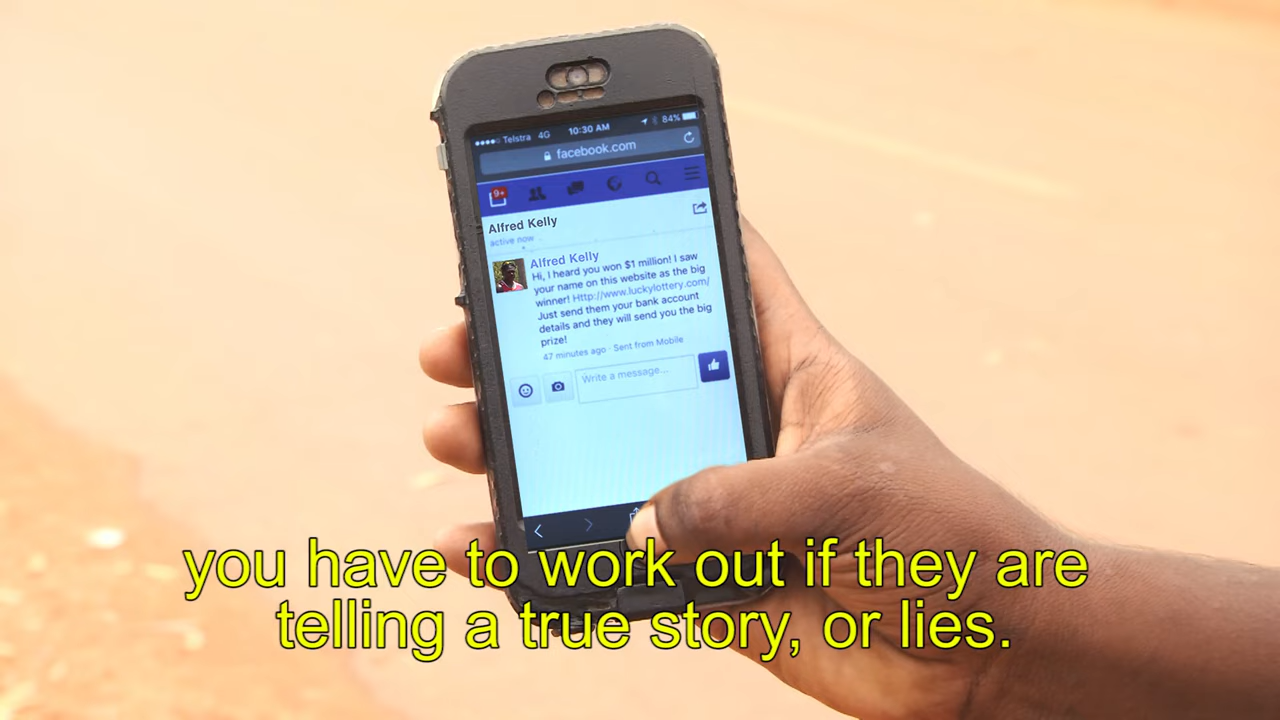 Telstra 4G 10:30 AM 84%
facebook.com
9+
Alfred Kelly
active now
Alfred Kelly
Hi, I heard you won $1 million! I saw
your name on this website as the big
winner! Http://www.luckylottery.com/
Just send them your bank account
details and they will send you the big
prize!
47 minutes ago · Sent from Mobile
Write a message...
you have to work out if they are
telling a true story, or lies.